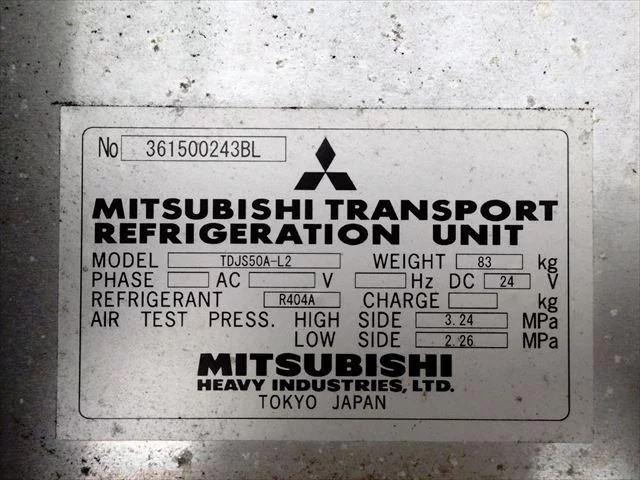 No 361500243BL
MITSUBISHI TRANSPORT
REFRIGERATION UNIT
MODEL TDJS50A-L2 WEIGHT 83 kg
PHASE AC V Hz DC 24 V
REFRIGERANT R404A CHARGE kg
AIR TEST PRESS. HIGH SIDE 3.24 MPa
LOW SIDE 2.26 MPa
MITSUBISHI
HEAVY INDUSTRIES, LTD.
TOKYO JAPAN